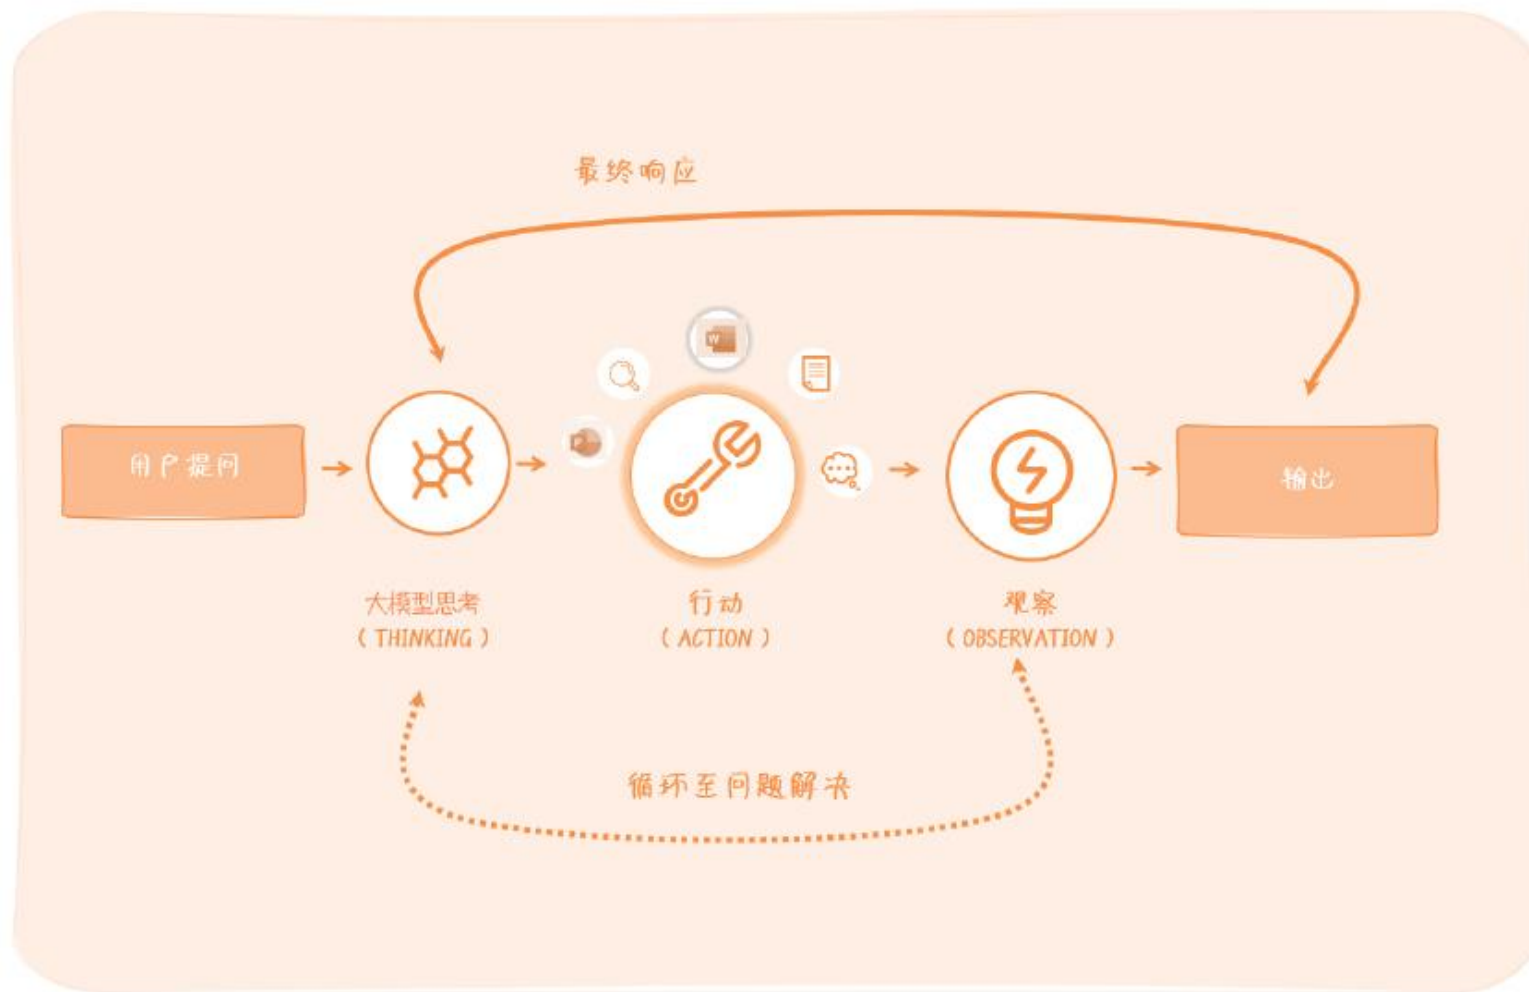 最终响应
用户提问
输出
大模型思考
( THINKING )
行动
( ACTION )
观察
( OBSERVATION )
循环至问题解决
W
P